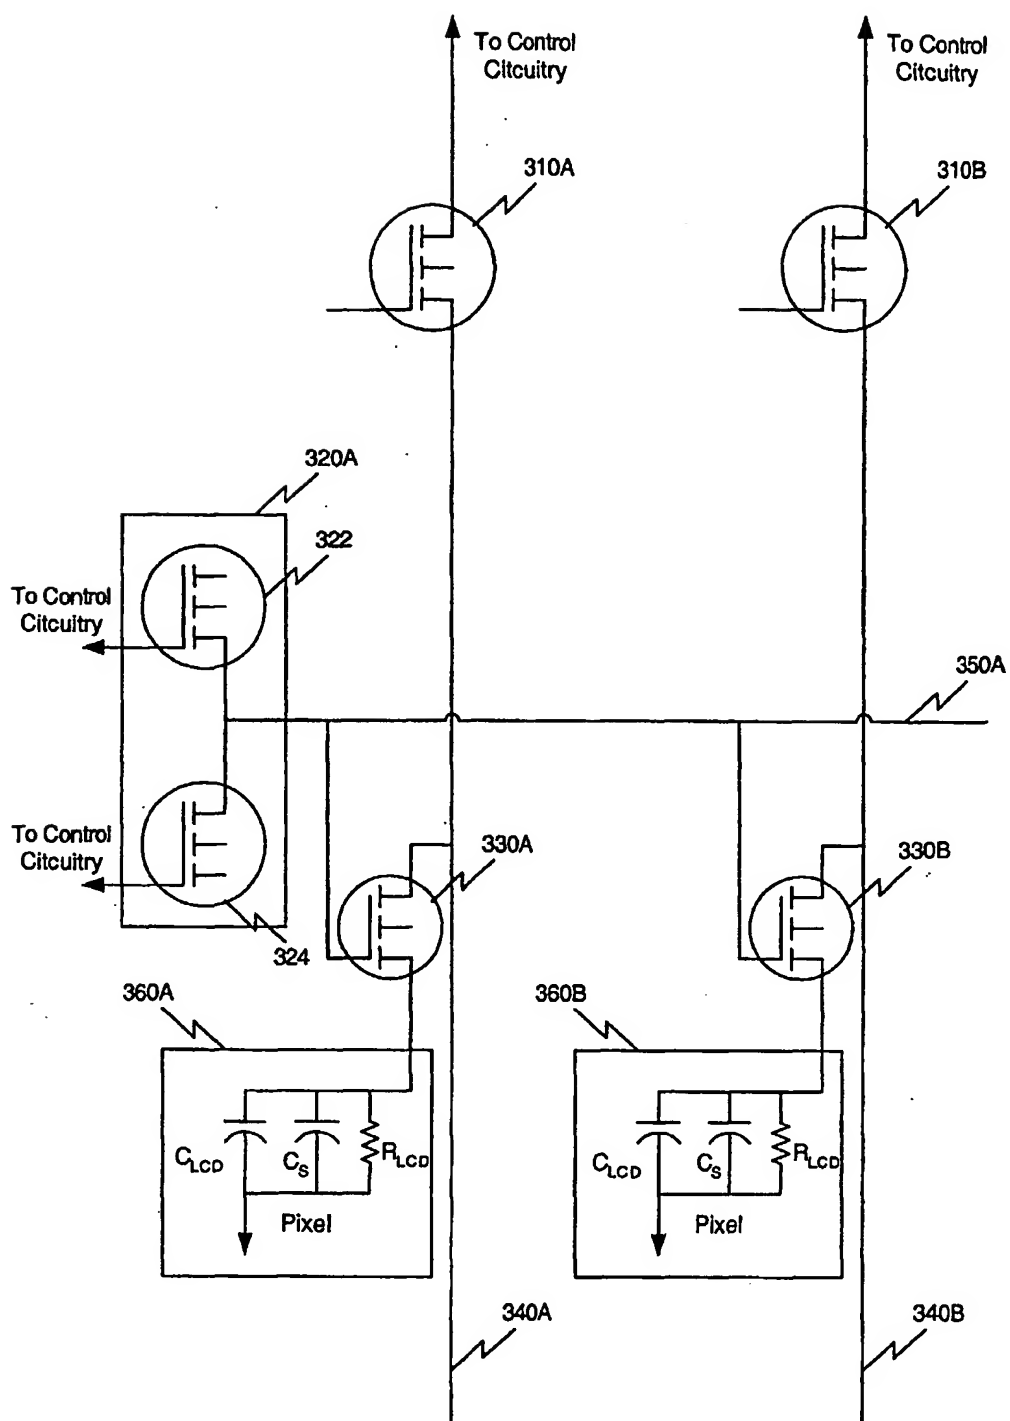 To Control
Citcuitry
To Control
Citcuitry
310A
310B
320A
322
To Control
Citcuitry
350A
To Control
Citcuitry
330A
330B
324
360A
360B
CLCD
CS
RLCD
Pixel
CLCD
CS
RLCD
Pixel
340A
340B